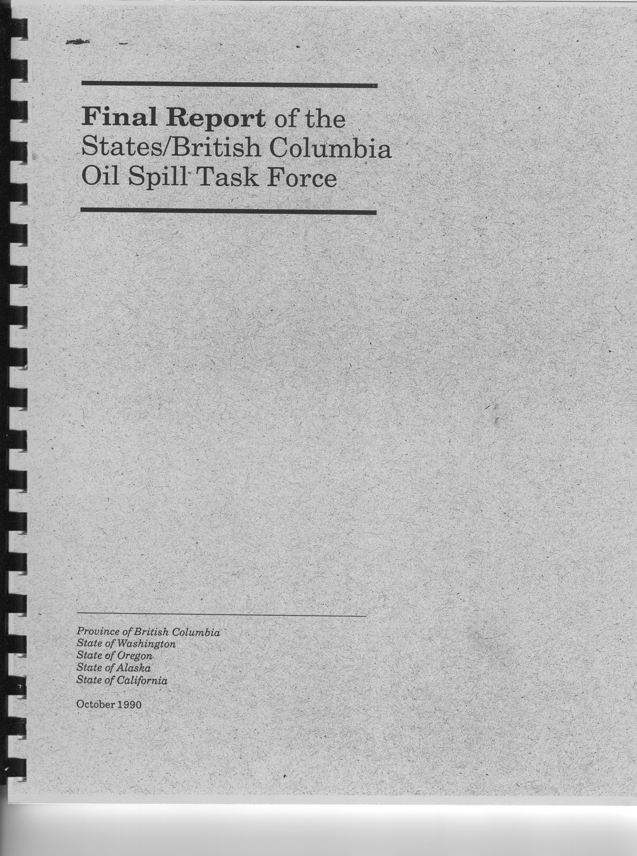 Final Report of the
States/British Columbia
Oil Spill Task Force
Province of British Columbia
State of Washington
State of Oregon
State of Alaska
State of California
October 1990